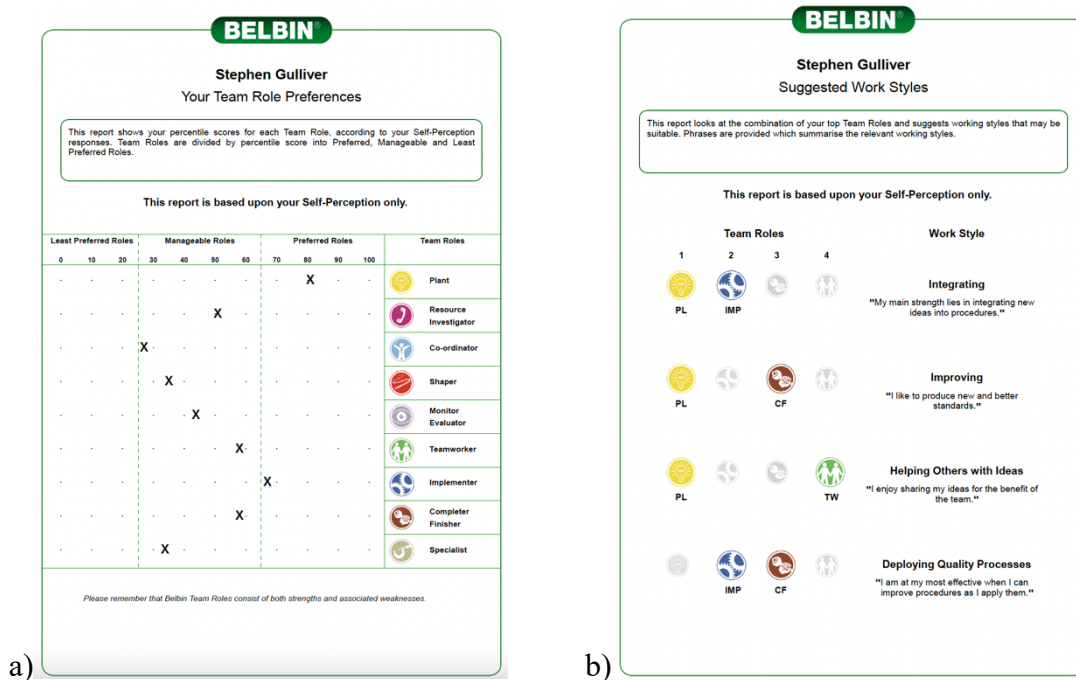 BELBIN®
Stephen Gulliver
Your Team Role Preferences
This report shows your percentile scores for each Team Role, according to your Self-Perception
responses. Team Roles are divided by percentile score into Preferred, Manageable and Least
Preferred Roles.
This report is based upon your Self-Perception only.
Least Preferred Roles Manageable Roles Preferred Roles Team Roles
0 10 20 30 40 50 60 70 80 90 100
X Plant
X Resource
Investigator
X Co-ordinator
X Shaper
X Monitor
Evaluator
X Teamworker
X Implementer
X Completer
Finisher
X Specialist
Please remember that Belbin Team Roles consist of both strengths and associated weaknesses.
a)
BELBIN®
Stephen Gulliver
Suggested Work Styles
This report looks at the combination of your top Team Roles and suggests working styles that may be
suitable. Phrases are provided which summarise the relevant working styles.
This report is based upon your Self-Perception only.
Team Roles Work Style
1 2 3 4
Integrating
"My main strength lies in integrating new
ideas into procedures."
PL IMP
Improving
"I like to produce new and better
standards."
PL CF
Helping Others with Ideas
"I enjoy sharing my ideas for the benefit of
the team."
PL TW
Deploying Quality Processes
"I am at my most effective when I can
improve procedures as I apply them."
IMP CF
b)